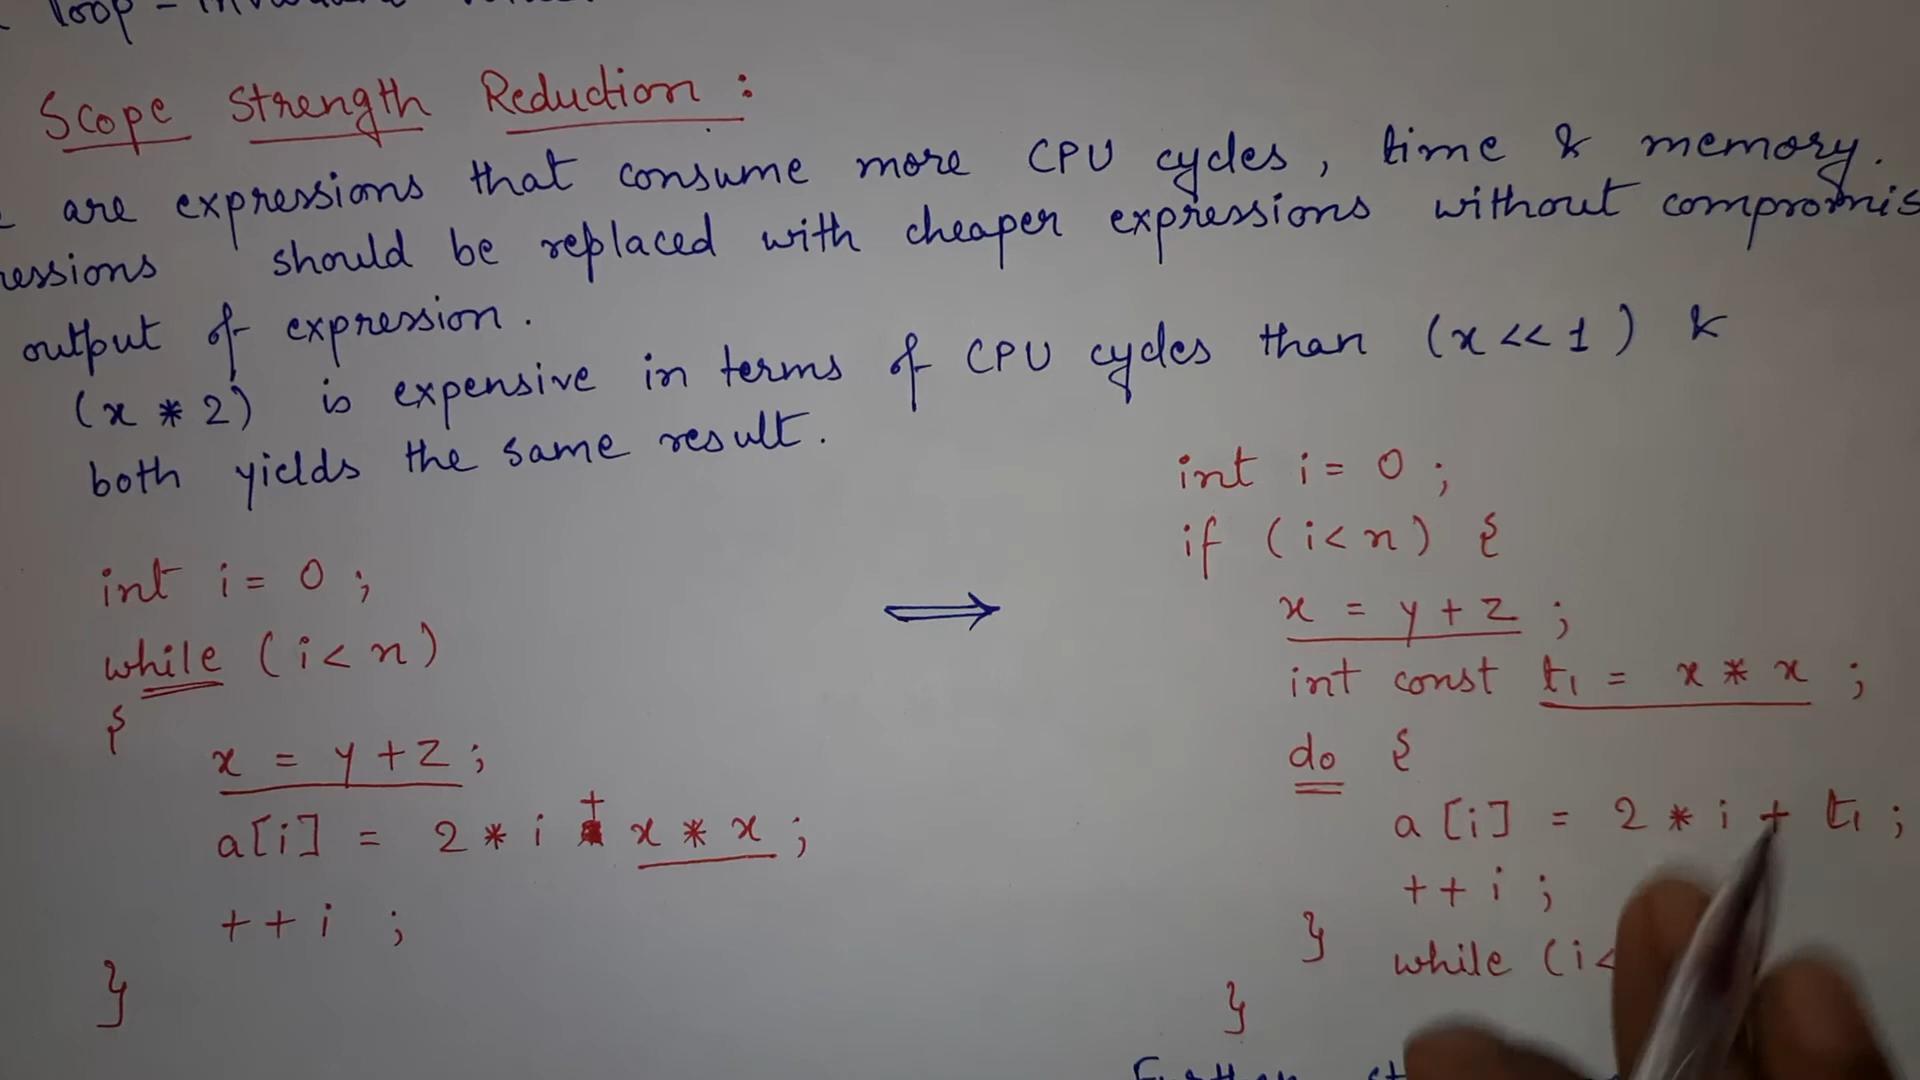 loop -
Scope Strength Reduction :
are expressions that consume more CPU cycles, time & memory.
ressions should be replaced with cheaper expressions without compromis
output of expression.
(x * 2) is expensive in terms of CPU cycles than (x << 1) &
both yields the same result.
int i = 0 ;
while (i < n)
{
x = y + z ;
a[i] = 2 * i + x * x ;
++i ;
}
⟹
int i = 0 ;
if (i < n) {
x = y + z ;
int const t1 = x * x ;
do {
a [i] = 2 * i + t1 ;
++i ;
} while (i <
}